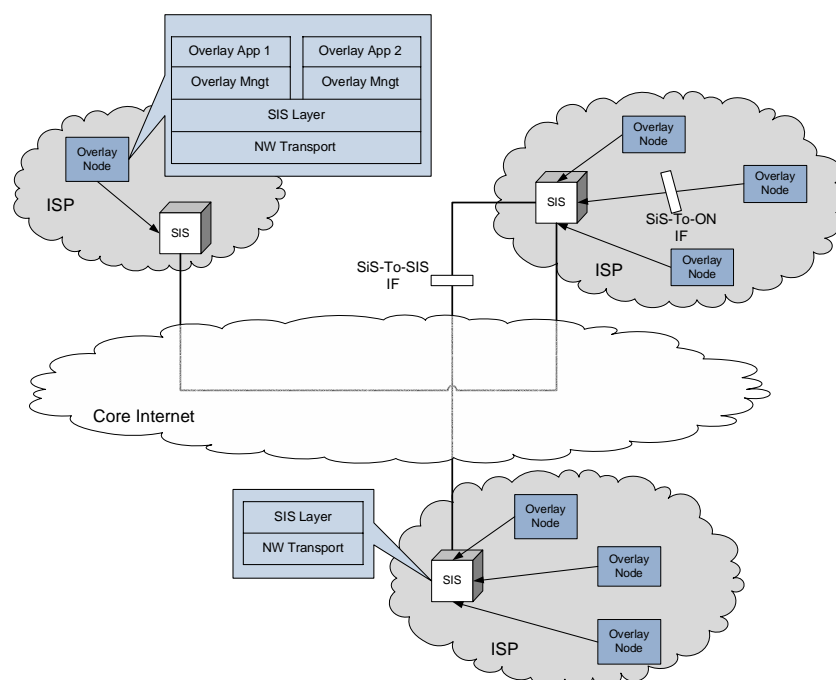 Overlay App 1
Overlay App 2
Overlay Mngt
Overlay Mngt
SIS Layer
NW Transport
Overlay
Node
ISP
SIS
Overlay
Node
SIS
Overlay
Node
SiS-To-ON
IF
Overlay
Node
ISP
SiS-To-SIS
IF
Core Internet
SIS Layer
NW Transport
Overlay
Node
SIS
Overlay
Node
Overlay
Node
ISP